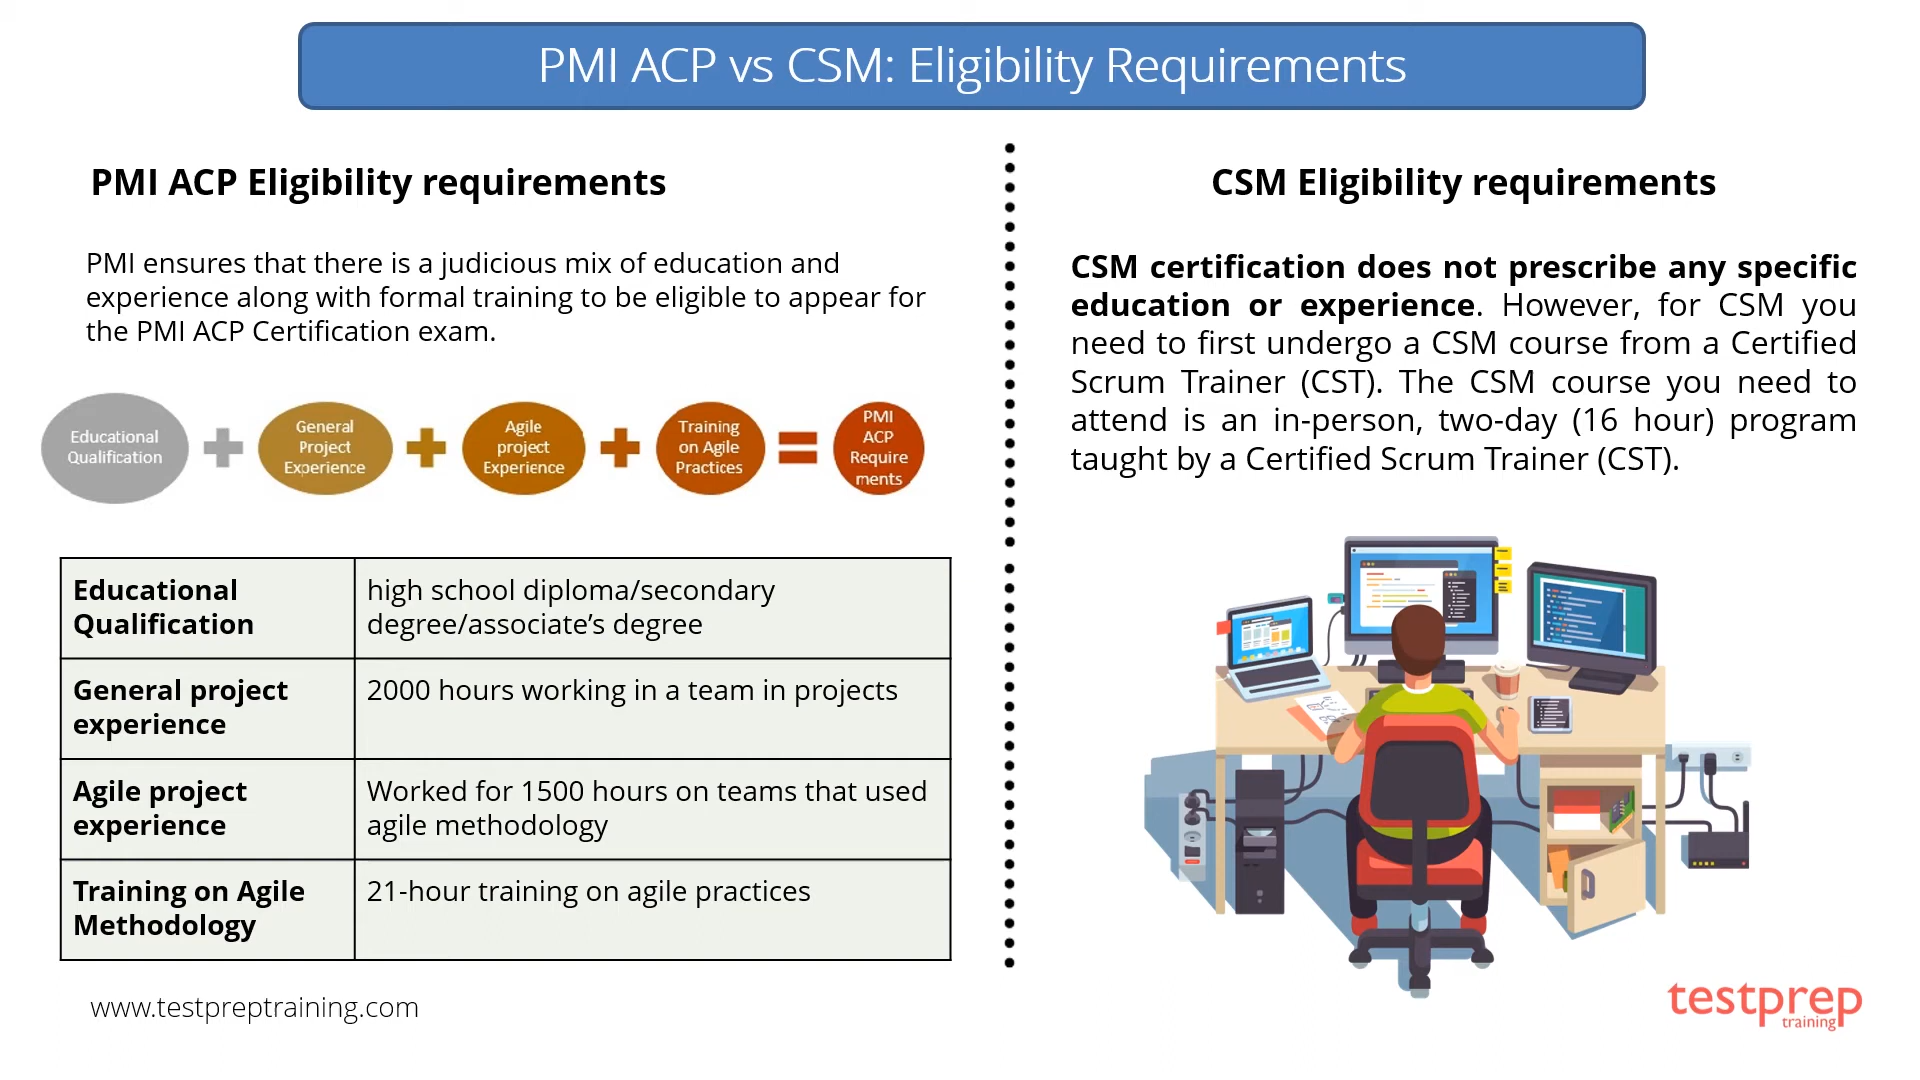 PMI ACP vs CSM: Eligibility Requirements
PMI ACP Eligibility requirements
PMI ensures that there is a judicious mix of education and
experience along with formal training to be eligible to appear for
the PMI ACP Certification exam.
Educational
Qualification
General
Project
Experience
Agile
project
Experience
Training
on Agile
Practices
PMI
ACP
Require
ments
Educational
Qualification
high school diploma/secondary
degree/associate’s degree
General project
experience
2000 hours working in a team in projects
Agile project
experience
Worked for 1500 hours on teams that used
agile methodology
Training on Agile
Methodology
21-hour training on agile practices
www.testpreptraining.com
CSM Eligibility requirements
CSM certification does not prescribe any specific
education or experience. However, for CSM you
need to first undergo a CSM course from a Certified
Scrum Trainer (CST). The CSM course you need to
attend is an in-person, two-day (16 hour) program
taught by a Certified Scrum Trainer (CST).
testprep
training